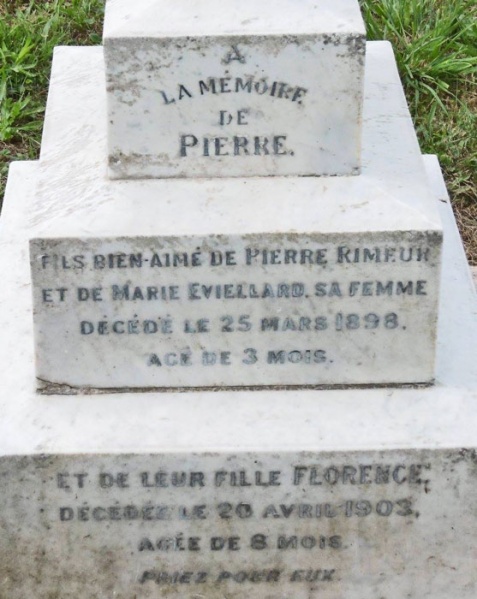 A
LA MÉMOIRE
DE
PIERRE.
FILS BIEN-AIMÉ DE PIERRE RIMEUR
ET DE MARIE EVIELLARD, SA FEMME
DÉCÉDÉ LE 25 MARS 1898.
AGÉ DE 3 MOIS.
ET DE LEUR FILLE FLORENCE,
DÉCÉDÉE LE 20 AVRIL 1903,
AGÉE DE 8 MOIS.
PRIEZ POUR EUX.